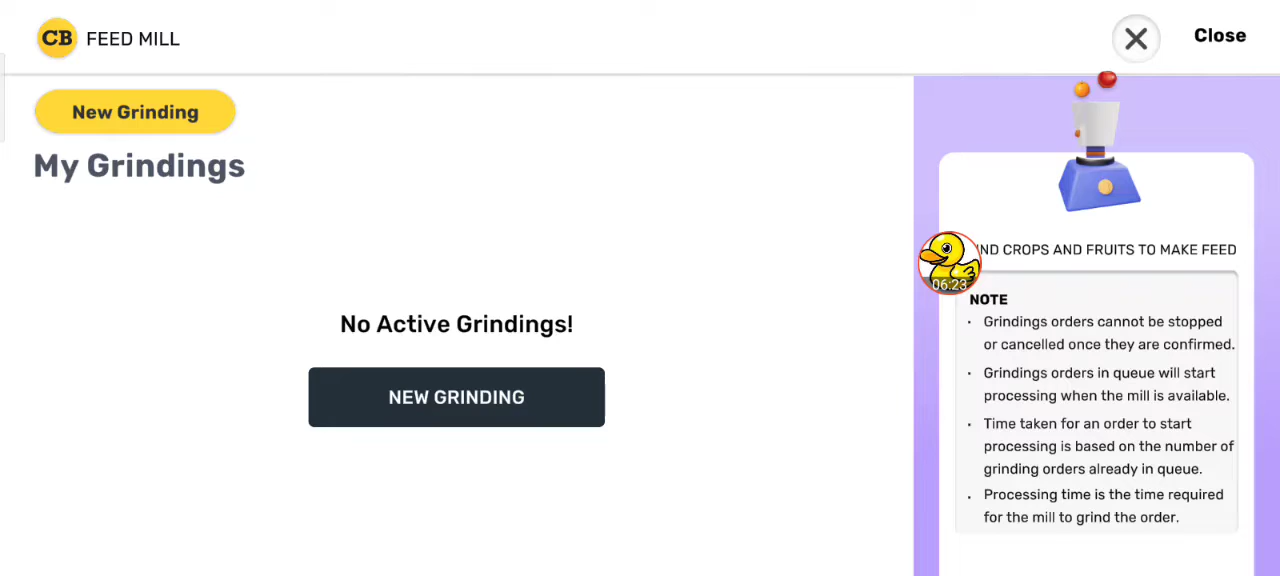 CB FEED MILL
Close
New Grinding
My Grindings
No Active Grindings!
NEW GRINDING
ND CROPS AND FRUITS TO MAKE FEED
06:23
NOTE
· Grindings orders cannot be stopped
or cancelled once they are confirmed.
· Grindings orders in queue will start
processing when the mill is available.
· Time taken for an order to start
processing is based on the number of
grinding orders already in queue.
· Processing time is the time required
for the mill to grind the order.